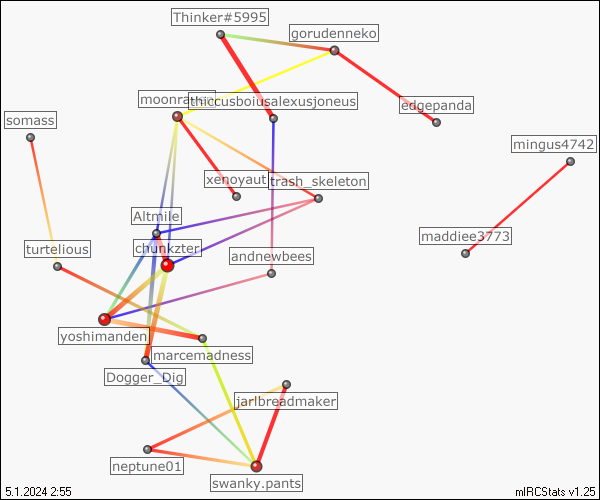 Thinker#5995
gorudenneko
thiccusboiusalexusjoneus
edgepanda
somass
mingus4742
xenoyaut
trash_skeleton
Altmile
maddiee3773
turtelious
chunkzter
andnewbees
yoshimanden
marcemadness
Dogger_Dig
jarlbreadmaker
neptune01
swanky.pants
5.1.2024 2:55
mIRCStats v1.25